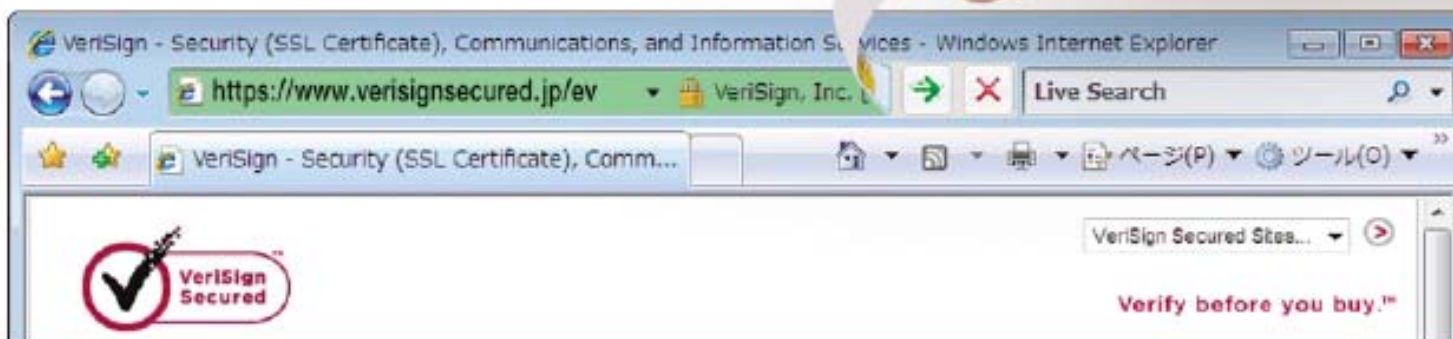 VeriSign - Security (SSL Certificate), Communications, and Information - Windows Internet Explorer
https://www.verisignsecured.jp/ev VeriSign, Inc. Live Search
VeriSign - Security (SSL Certificate), Comm... ページ(P) ツール(O)
VeriSign Secured Sites...
VeriSign
Secured
Verify before you buy.™